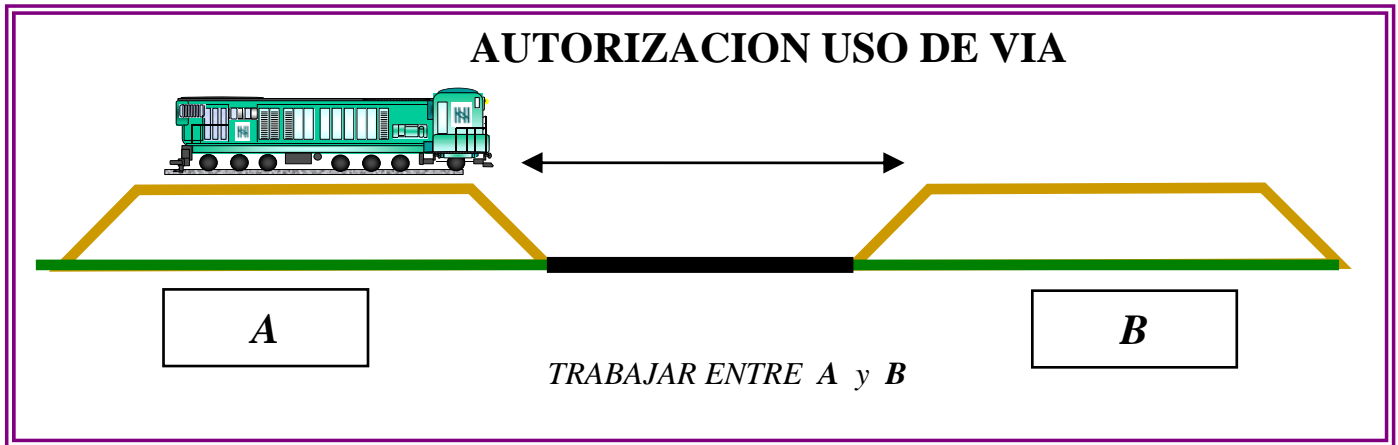 AUTORIZACION USO DE VIA
A
B
TRABAJAR ENTRE A y B